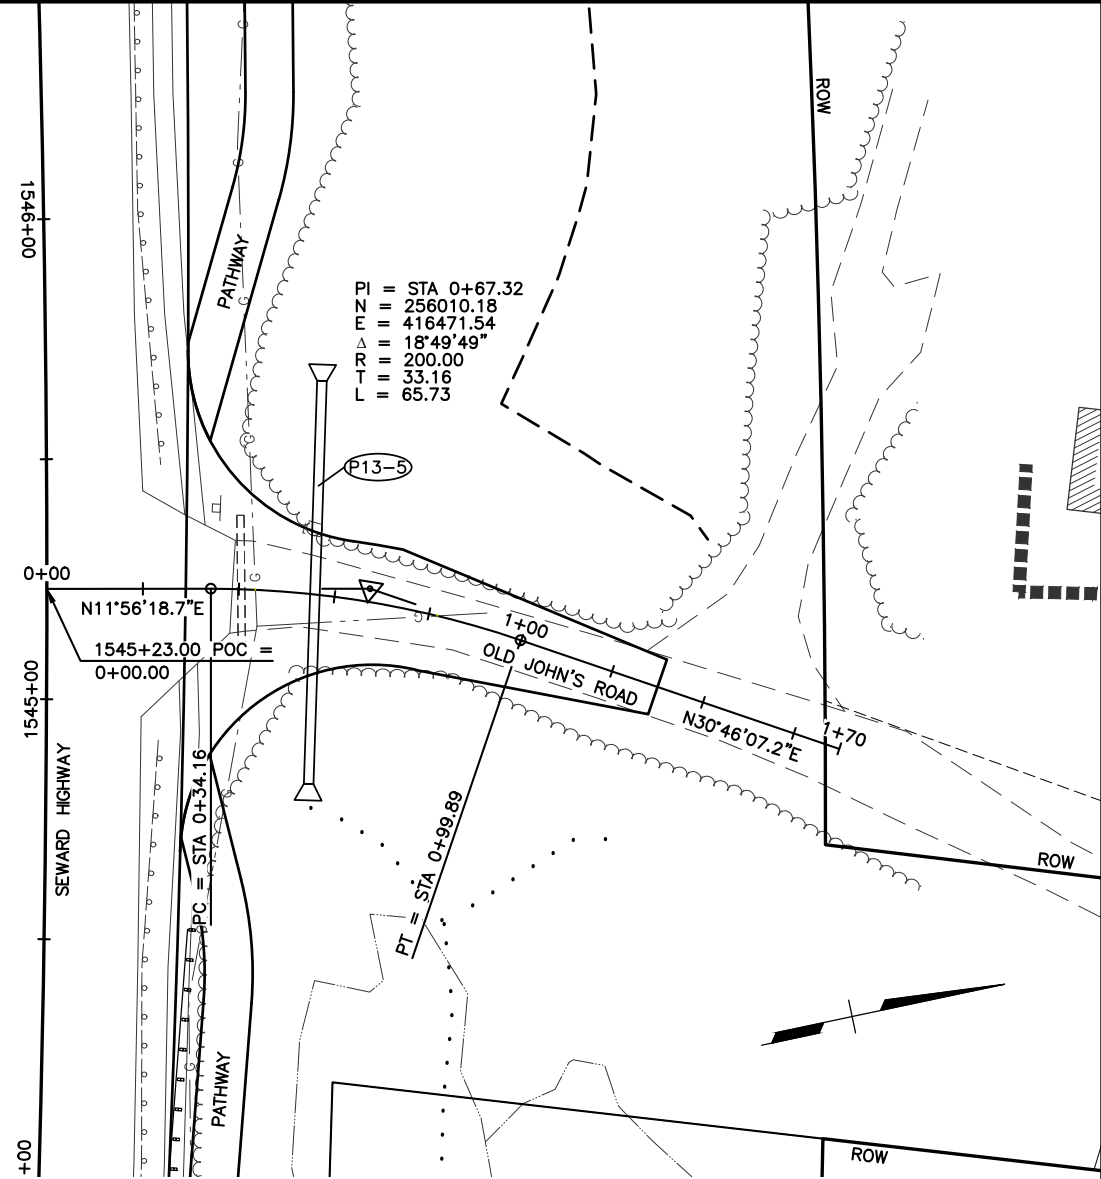 ROW
1546+00
PATHWAY
PI = STA 0+67.32
N = 256010.18
E = 416471.54
Δ = 18°49'49"
R = 200.00
T = 33.16
L = 65.73
G
G
G
G
P13-5
0+00
N11°56'18.7"E
G
1545+23.00 POC =
0+00.00
G
1+00
OLD JOHN'S ROAD
N30°46'07.2"E
1+70
1545+00
SEWARD HIGHWAY
PC = STA 0+34.16
G
PT = STA 0+99.89
ROW
G
PATHWAY
+00
ROW